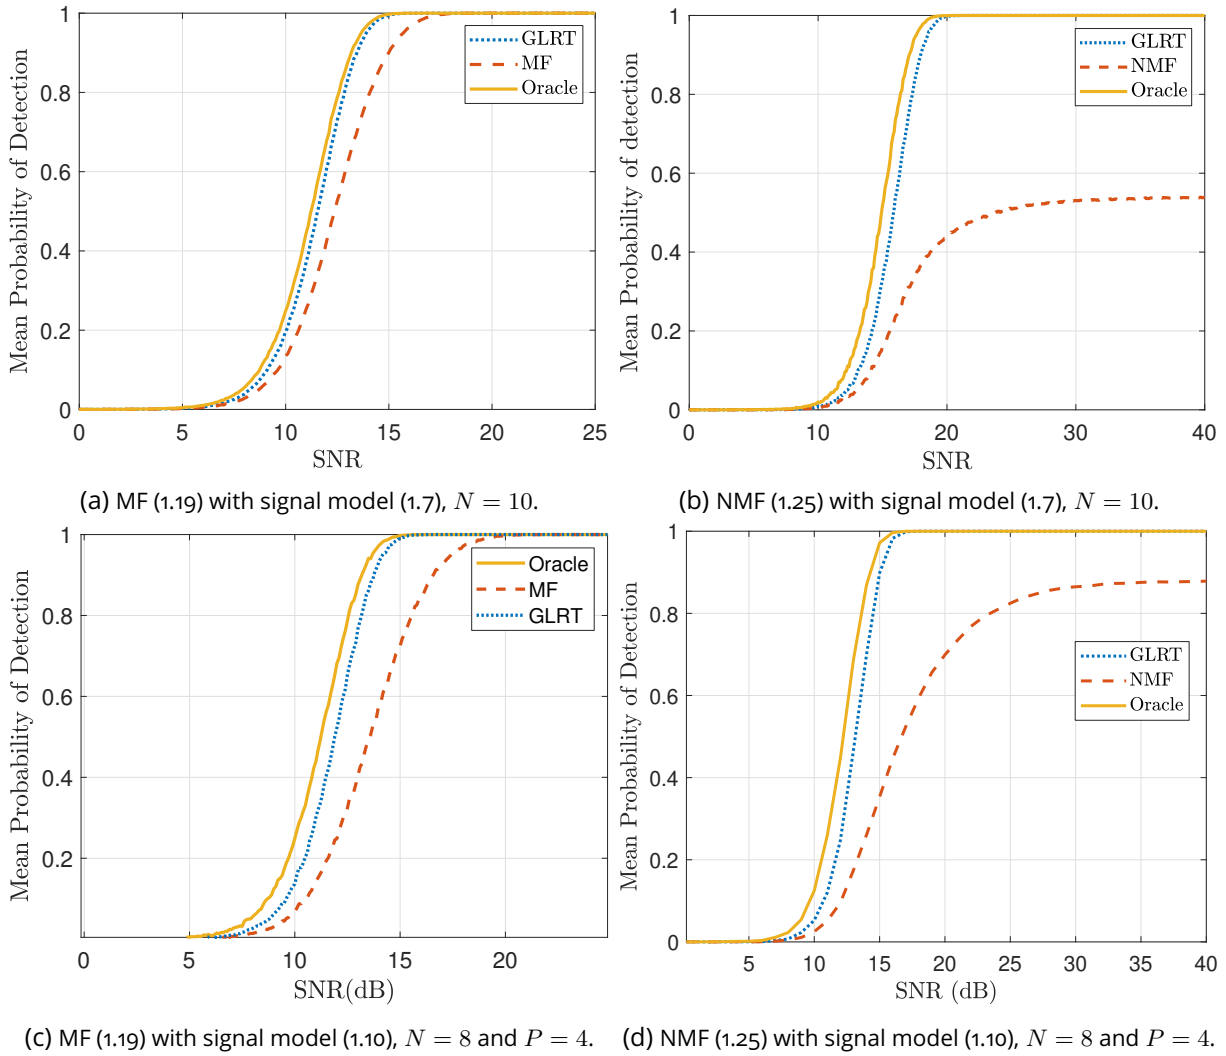 Mean Probability of Detection
1
0.8
0.6
0.4
0.2
0
0 5 10 15 20 25
SNR
GLRT
MF
Oracle
(a) MF (1.19) with signal model (1.7), N = 10.
Mean Probability of detection
1
0.8
0.6
0.4
0.2
0
0 10 20 30 40
SNR
GLRT
NMF
Oracle
(b) NMF (1.25) with signal model (1.7), N = 10.
Mean Probability of Detection
1
0.8
0.6
0.4
0.2
0 5 10 15 20
SNR(dB)
Oracle
MF
GLRT
(c) MF (1.19) with signal model (1.10), N = 8 and P = 4.
Mean Probability of Detection
1
0.8
0.6
0.4
0.2
0
5 10 15 20 25 30 35 40
SNR (dB)
GLRT
NMF
Oracle
(d) NMF (1.25) with signal model (1.10), N = 8 and P = 4.